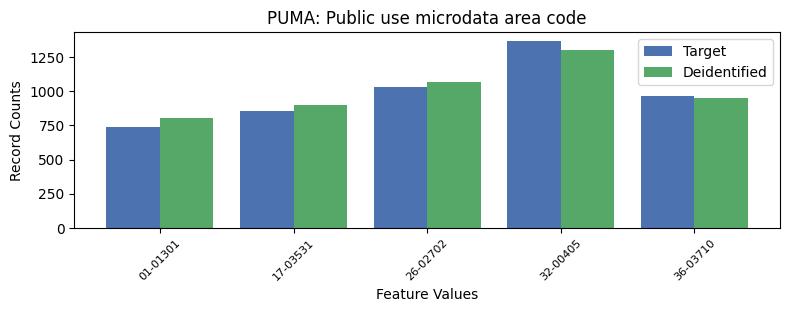 PUMA: Public use microdata area code
Target
Deidentified
Record Counts
1250
1000
750
500
250
0
01-01301
17-03531
26-02702
32-00405
36-03710
Feature Values